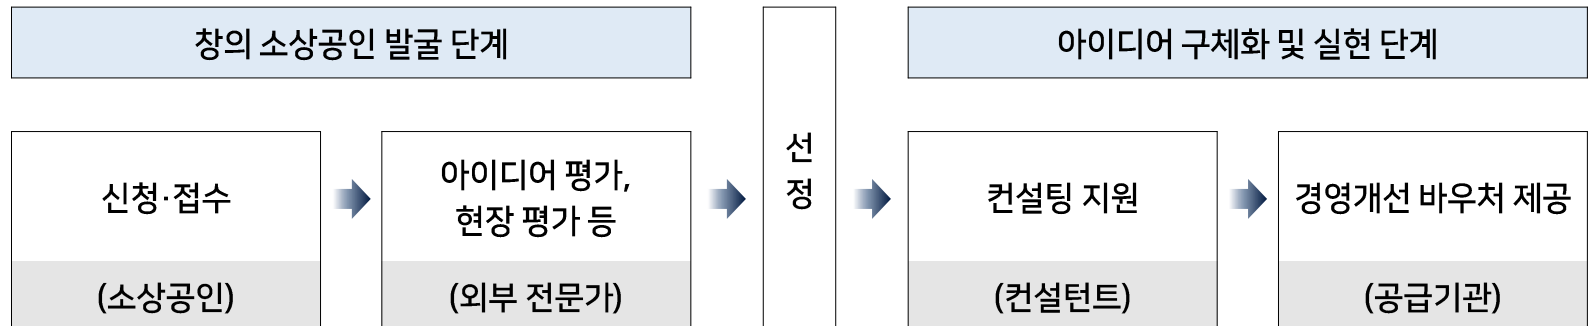 창의 소상공인 발굴 단계
아이디어 구체화 및 실현 단계
신청·접수
(소상공인)
아이디어 평가,
현장 평가 등
(외부 전문가)
선
정
컨설팅 지원
(컨설턴트)
경영개선 바우처 제공
(공급기관)